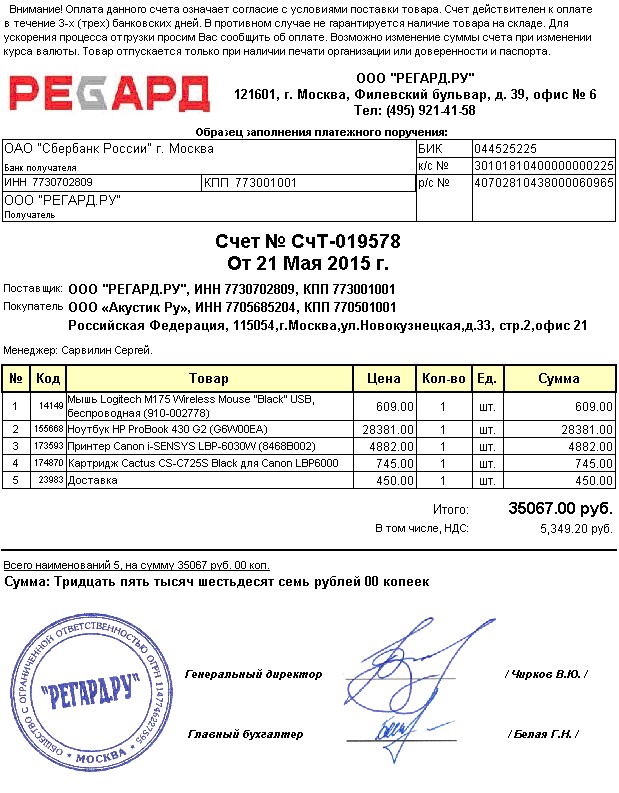 Внимание! Оплата данного счета означает согласие с условиями поставки товара. Счет действителен к оплате
в течение 3-х (трех) банковских дней. В противном случае не гарантируется наличие товара на складе. Для
ускорения процесса отгрузки просим Вас сообщить об оплате. Возможно изменение суммы счета при изменении
курса валюты. Товар отпускается только при наличии печати организации или доверенности и паспорта.
РЕГАРД
ООО "РЕГАРД.РУ"
121601, г. Москва, Филевский бульвар, д. 39, офис № 6
Тел: (495) 921-41-58
Образец заполнения платежного поручения:
ОАО "Сбербанк России" г. Москва БИК 044525225
Банк получателя к/с № 30101810400000000225
ИНН 7730702809 КПП 773001001 р/с № 40702810438000060965
ООО "РЕГАРД.РУ"
Получатель
Счет № СчТ-019578
От 21 Мая 2015 г.
Поставщик: ООО "РЕГАРД.РУ", ИНН 7730702809, КПП 773001001
Покупатель ООО «Акустик Ру», ИНН 7705685204, КПП 770501001
Российская Федерация, 115054,г.Москва,ул.Новокузнецкая,д.33, стр.2,офис 21
Менеджер: Сарвилин Сергей.
№ Код Товар Цена Кол-во Ед. Сумма
1 14149 Мышь Logitech M175 Wireless Mouse "Black" USB, 609.00 1 шт. 609.00
беспроводная (910-002778)
2 155668 Ноутбук HP ProBook 430 G2 (G6W00EA) 28381.00 1 шт. 28381.00
3 173593 Принтер Canon i-SENSYS LBP-6030W (8468B002) 4882.00 1 шт. 4882.00
4 174870 Картридж Cactus CS-C725S Black для Canon LBP6000 745.00 1 шт. 745.00
5 23983 Доставка 450.00 1 шт. 450.00
Итого: 35067.00 руб.
В том числе, НДС: 5,349.20 руб.
Всего наименований 5, на сумму 35067 руб. 00 коп.
Сумма: Тридцать пять тысяч шестьдесят семь рублей 00 копеек
ОБЩЕСТВО С ОГРАНИЧЕННОЙ ОТВЕТСТВЕННОСТЬЮ ОГРН 1147746227595
"РЕГАРД.РУ"
* МОСКВА *
Генеральный директор / Чирков В.Ю. /
Главный бухгалтер / Белая Г.Н. /